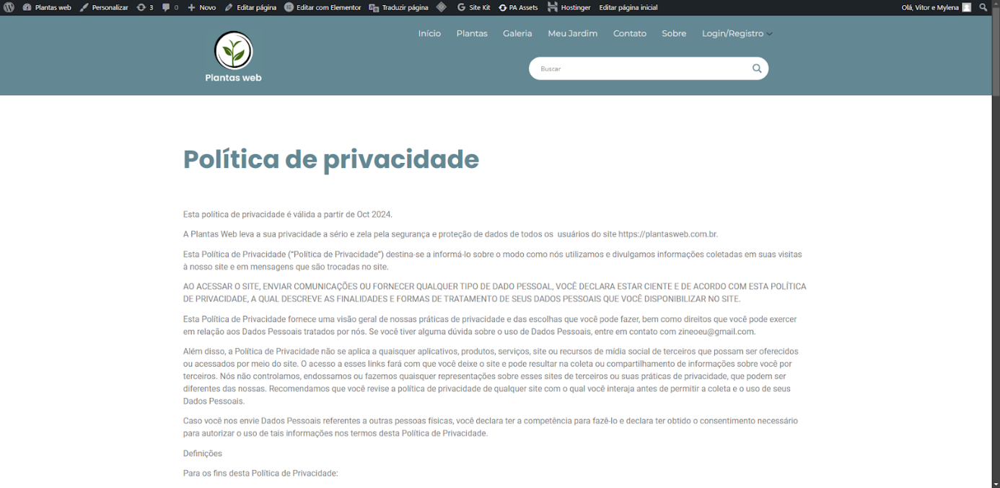 Plantas web Personalizar 3 0 Novo Editar página Editar com Elementor Traduzir página Site Kit PA Assets Hostinger Editar página inicial Olá, Vitor e Mylena
Início Plantas Galeria Meu Jardim Contato Sobre Login/Registro
Buscar
Plantas web
Política de privacidade
Esta política de privacidade é válida a partir de Oct 2024.
A Plantas Web leva a sua privacidade a sério e zela pela segurança e proteção de dados de todos os  usuários do site https://plantasweb.com.br.
Esta Política de Privacidade (“Política de Privacidade”) destina-se a informá-lo sobre o modo como nós utilizamos e divulgamos informações coletadas em suas visitas
à nosso site e em mensagens que são trocadas no site.
AO ACESSAR O SITE, ENVIAR COMUNICAÇÕES OU FORNECER QUALQUER TIPO DE DADO PESSOAL, VOCÊ DECLARA ESTAR CIENTE E DE ACORDO COM ESTA POLÍTICA
DE PRIVACIDADE, A QUAL DESCREVE AS FINALIDADES E FORMAS DE TRATAMENTO DE SEUS DADOS PESSOAIS QUE VOCÊ DISPONIBILIZAR NO SITE.
Esta Política de Privacidade fornece uma visão geral de nossas práticas de privacidade e das escolhas que você pode fazer, bem como direitos que você pode exercer
em relação aos Dados Pessoais tratados por nós. Se você tiver alguma dúvida sobre o uso de Dados Pessoais, entre em contato com zineoeu@gmail.com.
Além disso, a Política de Privacidade não se aplica a quaisquer aplicativos, produtos, serviços, site ou recursos de mídia social de terceiros que possam ser oferecidos
ou acessados por meio do site. O acesso a esses links fará com que você deixe o site e pode resultar na coleta ou compartilhamento de informações sobre você por
terceiros. Nós não controlamos, endossamos ou fazemos quaisquer representações sobre esses sites de terceiros ou suas práticas de privacidade, que podem ser
diferentes das nossas. Recomendamos que você revise a política de privacidade de qualquer site com o qual você interaja antes de permitir a coleta e o uso de seus
Dados Pessoais.
Caso você nos envie Dados Pessoais referentes a outras pessoas físicas, você declara ter a competência para fazê-lo e declara ter obtido o consentimento necessário
para autorizar o uso de tais informações nos termos desta Política de Privacidade.
Definições
Para os fins desta Política de Privacidade: